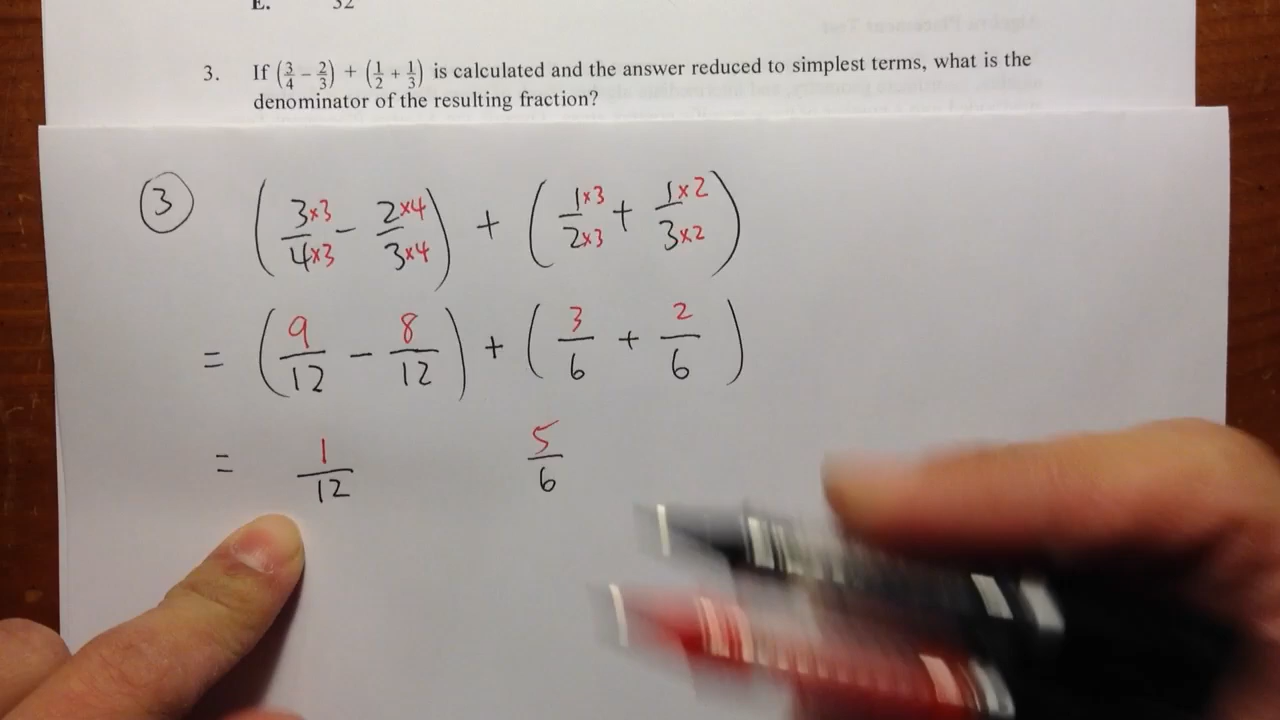 E. 32
3. If (3/4 − 2/3) + (1/2 + 1/3) is calculated and the answer reduced to simplest terms, what is the
denominator of the resulting fraction?
③ (3×3/4×3 − 2×4/3×4) + (1×3/2×3 + 1×2/3×2)
= (9/12 − 8/12) + (3/6 + 2/6)
= 1/12 5/6